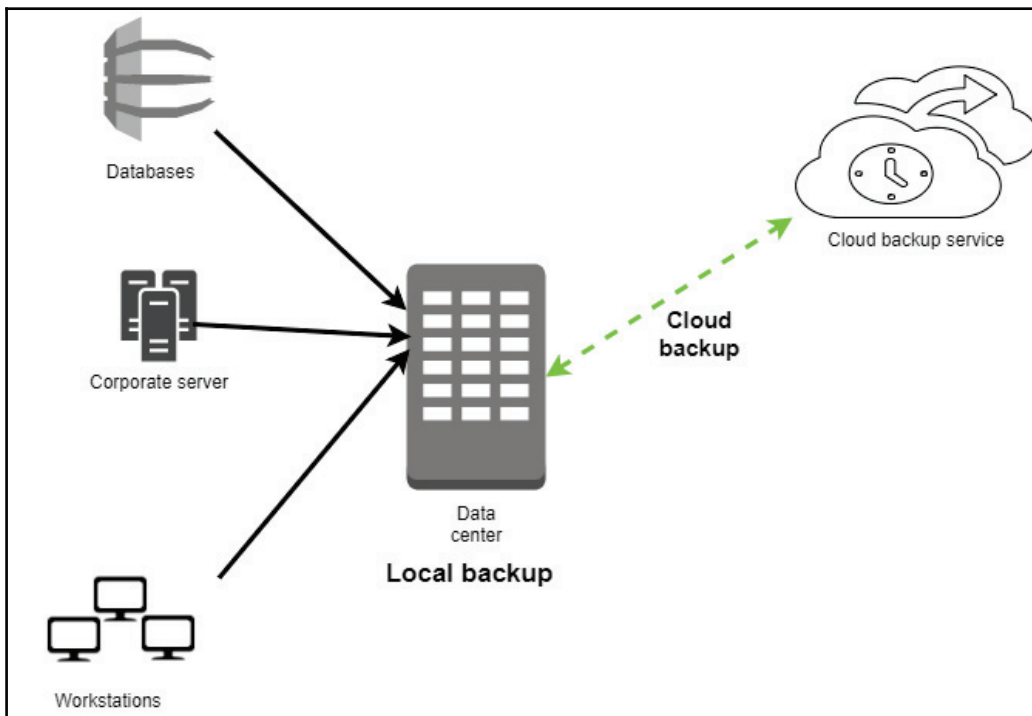 Databases
Cloud backup service
Corporate server
Cloud
backup
Data
center
Local backup
Workstations